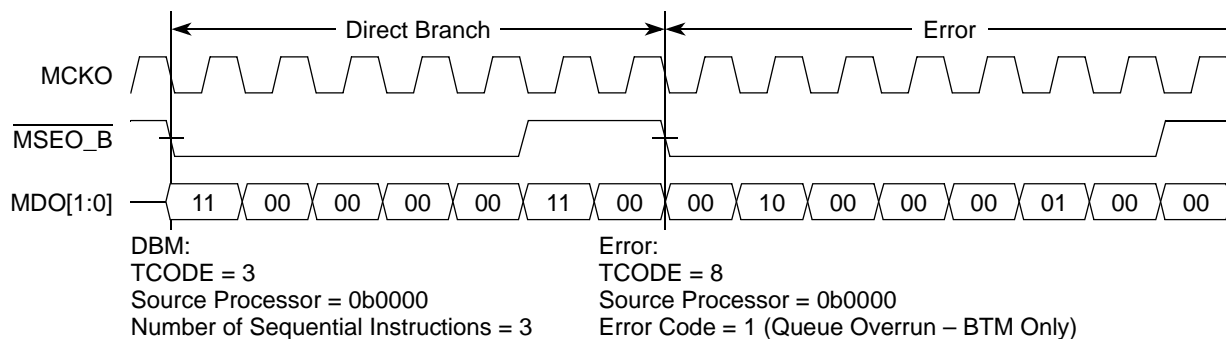 Direct Branch Error
MCKO
MSEO_B
MDO[1:0] 11 00 00 00 00 11 00 00 10 00 00 00 01 00 00
DBM:
TCODE = 3
Source Processor = 0b0000
Number of Sequential Instructions = 3
Error:
TCODE = 8
Source Processor = 0b0000
Error Code = 1 (Queue Overrun – BTM Only)